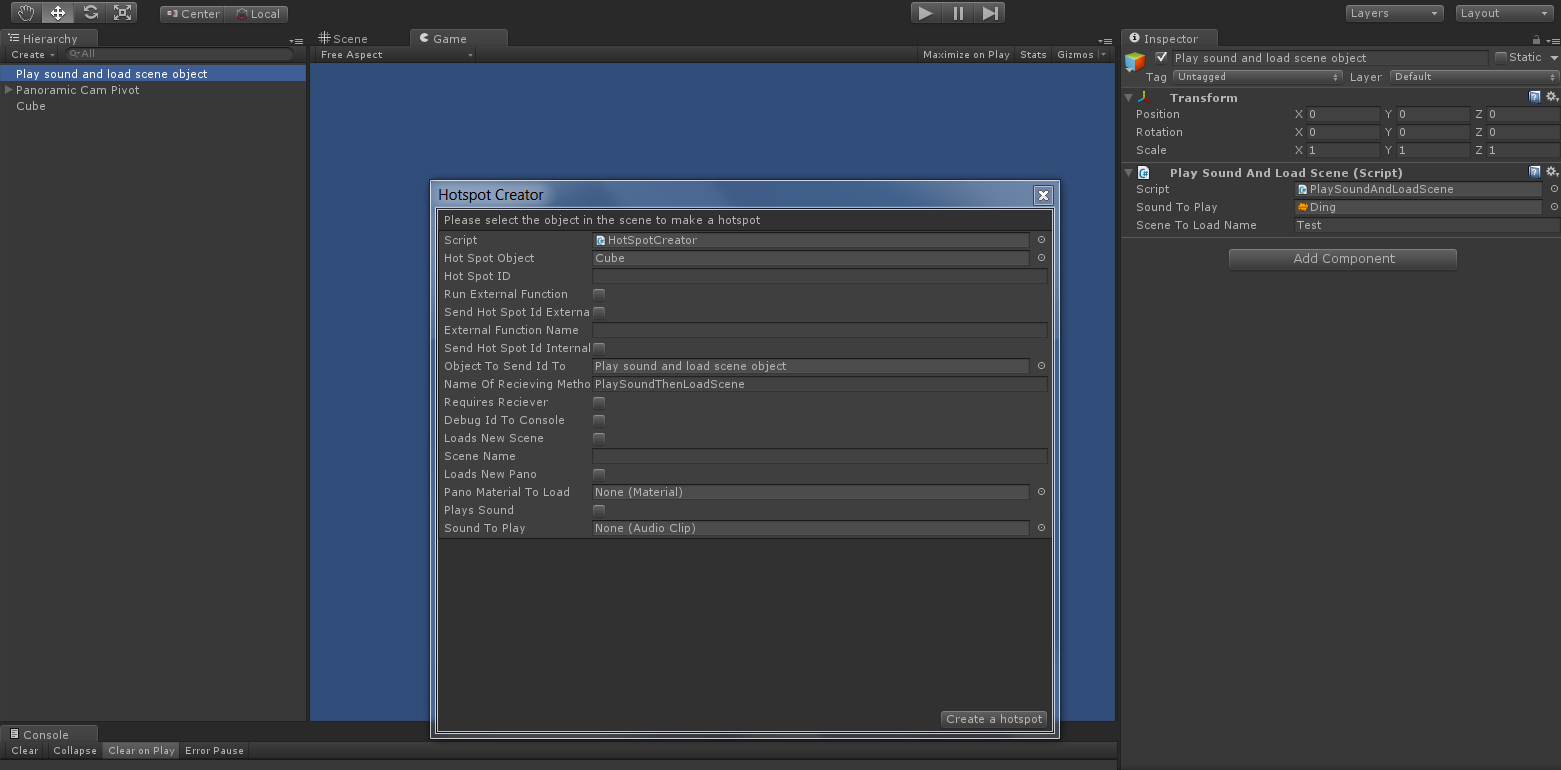 Center Local Layers Layout
Hierarchy
Create All
Play sound and load scene object
Panoramic Cam Pivot
Cube
Scene Game
Free Aspect Maximize on Play Stats Gizmos
Hotspot Creator
Please select the object in the scene to make a hotspot
Script HotSpotCreator
Hot Spot Object Cube
Hot Spot ID
Run External Function
Send Hot Spot Id Externa
External Function Name
Send Hot Spot Id Internal
Object To Send Id To Play sound and load scene object
Name Of Recieving Metho PlaySoundThenLoadScene
Requires Reciever
Debug Id To Console
Loads New Scene
Scene Name
Loads New Pano
Pano Material To Load None (Material)
Plays Sound
Sound To Play None (Audio Clip)
Create a hotspot
Inspector
Play sound and load scene object Static
Tag Untagged Layer Default
Transform
Position X 0 Y 0 Z 0
Rotation X 0 Y 0 Z 0
Scale X 1 Y 1 Z 1
Play Sound And Load Scene (Script)
Script PlaySoundAndLoadScene
Sound To Play Ding
Scene To Load Name Test
Add Component
Console
Clear Collapse Clear on Play Error Pause